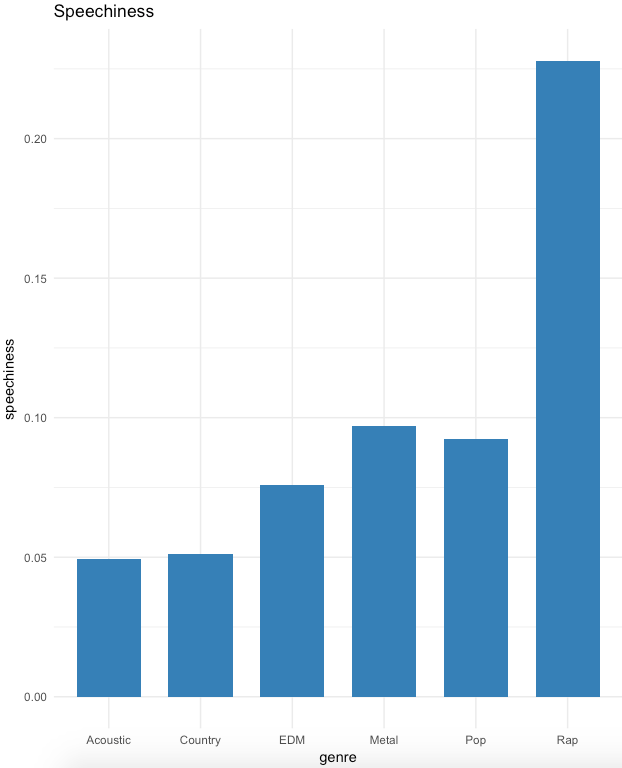 Speechiness
speechiness
0.20
0.15
0.10
0.05
0.00
Acoustic Country EDM Metal Pop Rap
genre